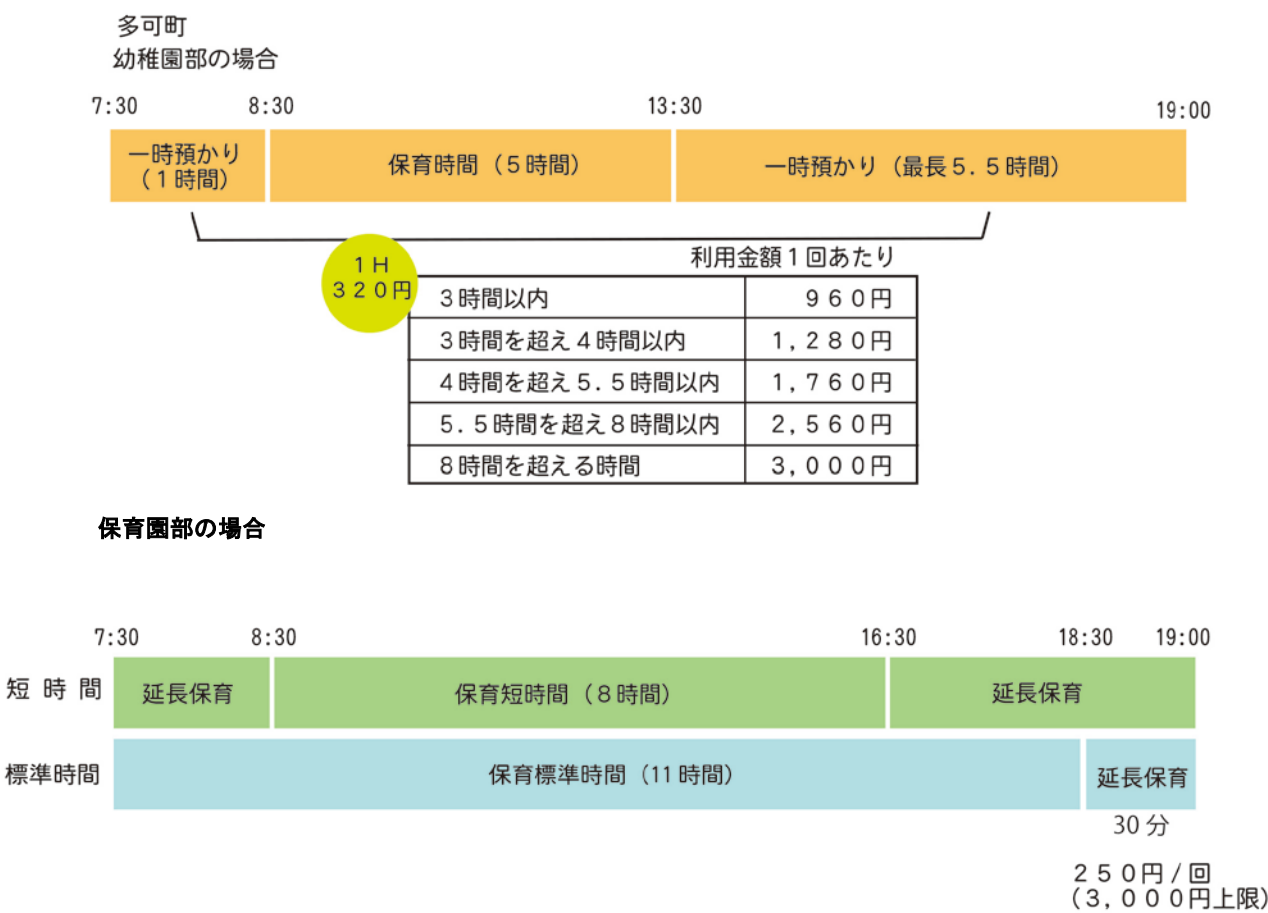 多可町
幼稚園部の場合
7:30 8:30 13:30 19:00
一時預かり
（１時間）
保育時間（５時間）
一時預かり（最長５．５時間）
１Ｈ
３２０円
利用金額１回あたり
３時間以内 ９６０円
３時間を超え４時間以内 １，２８０円
４時間を超え５．５時間以内 １，７６０円
５．５時間を超え８時間以内 ２，５６０円
８時間を超える時間 ３，０００円
保育園部の場合
7:30 8:30 16:30 18:30 19:00
短時間 延長保育 保育短時間（８時間） 延長保育
標準時間 保育標準時間（11時間） 延長保育
30分
２５０円/回
（３，０００円上限）